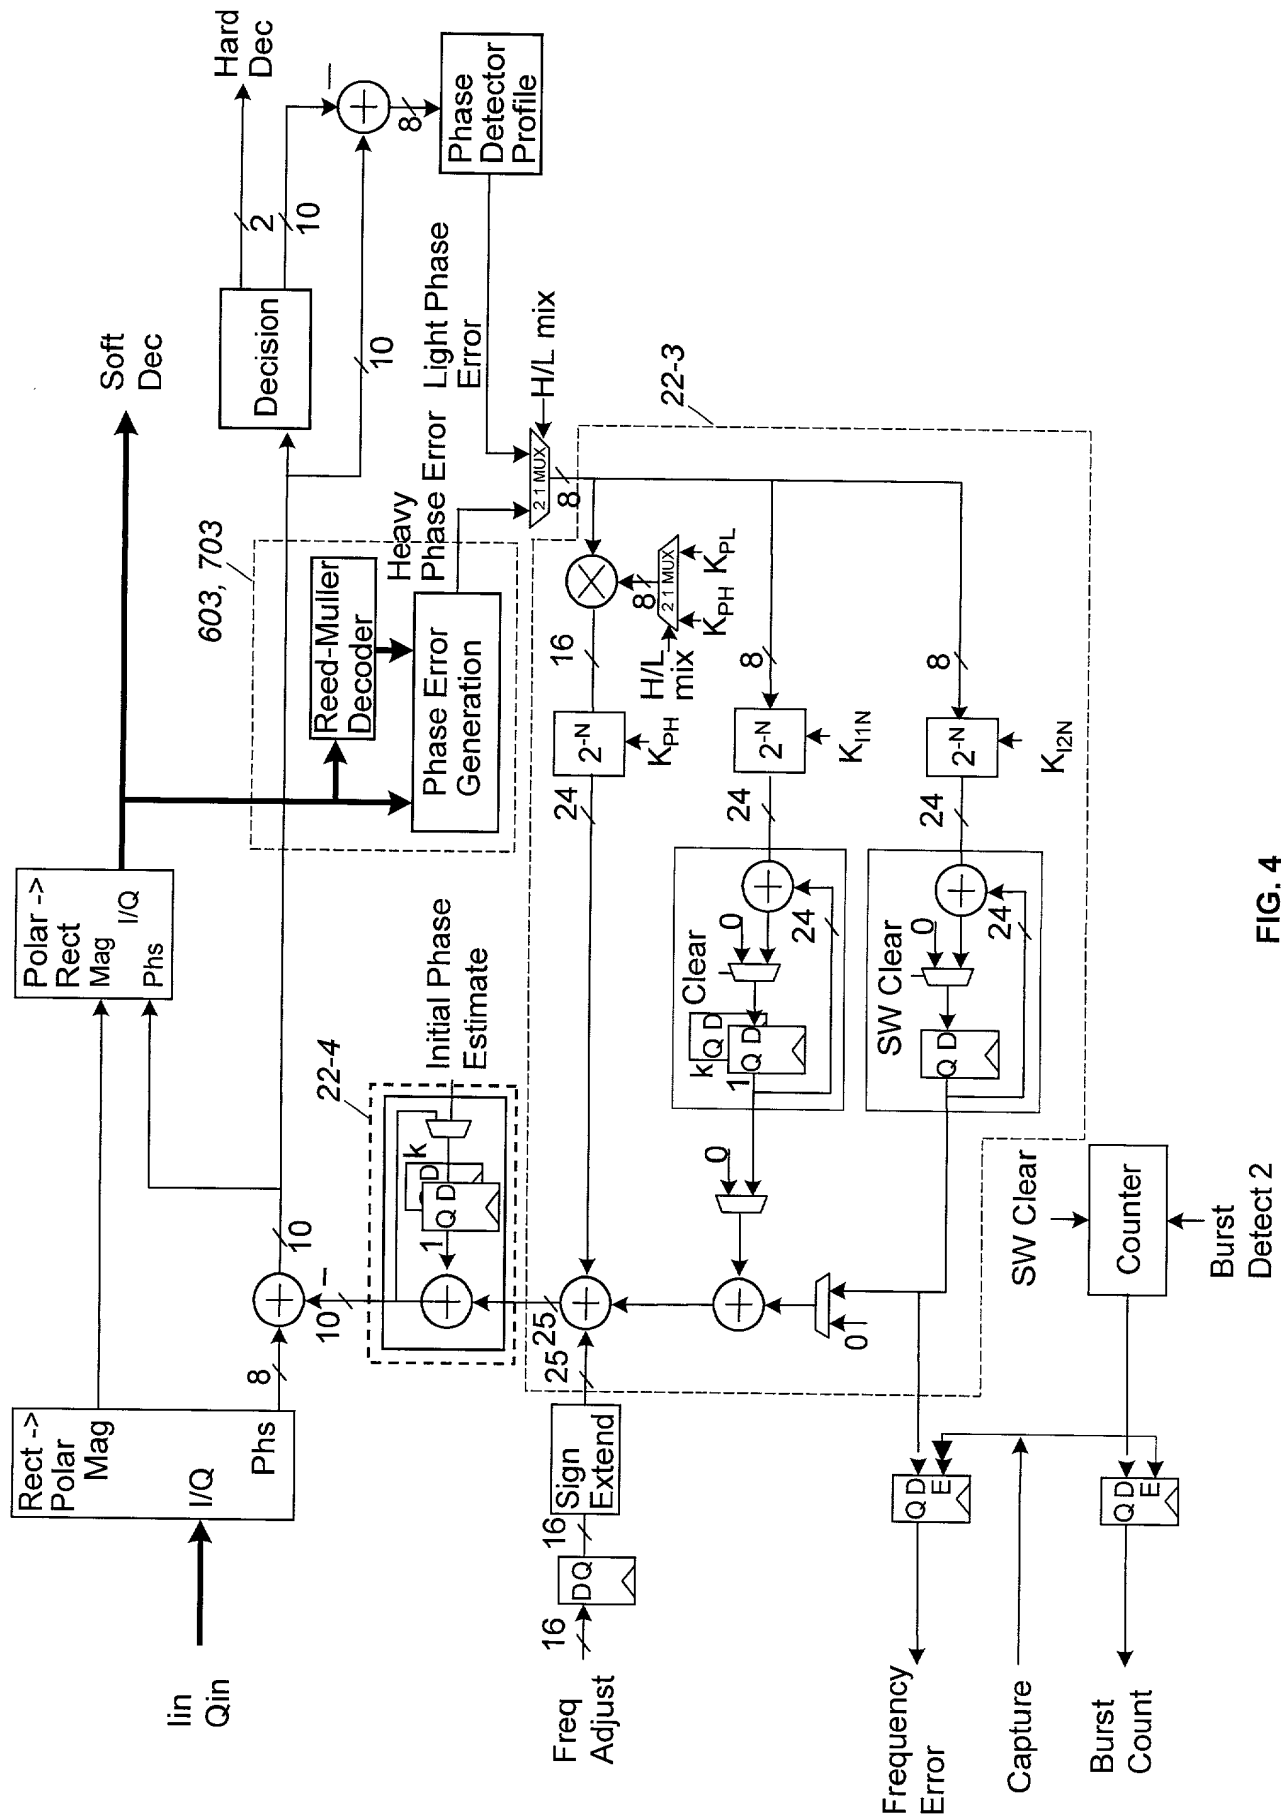 Iin
Qin
Rect ->
Polar
Mag
I/Q
Phs
8
10
10
Polar ->
Rect
Mag
I/Q
Phs
Soft
Dec
Decision
2
10
10
Hard
Dec
8
Phase
Detector
Profile
603, 703
Reed-Muller
Decoder
Phase Error
Generation
Heavy
Phase Error
Light Phase
Error
2 1 MUX
H/L mix
8
22-4
Initial Phase
Estimate
k
Q D
Q D
1
22-3
Freq
Adjust
16
D Q
16
Sign
Extend
25
25
24
2-N
KPH
16
8
2 1 MUX
H/L
mix
KPH
KPL
0
Clear
0
k
Q D
1
Q D
24
24
2-N
KI1N
8
0
SW Clear
0
Q D
24
24
2-N
KI2N
8
Frequency
Error
Q D
E
Capture
Burst
Count
Q D
E
SW Clear
Counter
Burst
Detect 2
FIG. 4